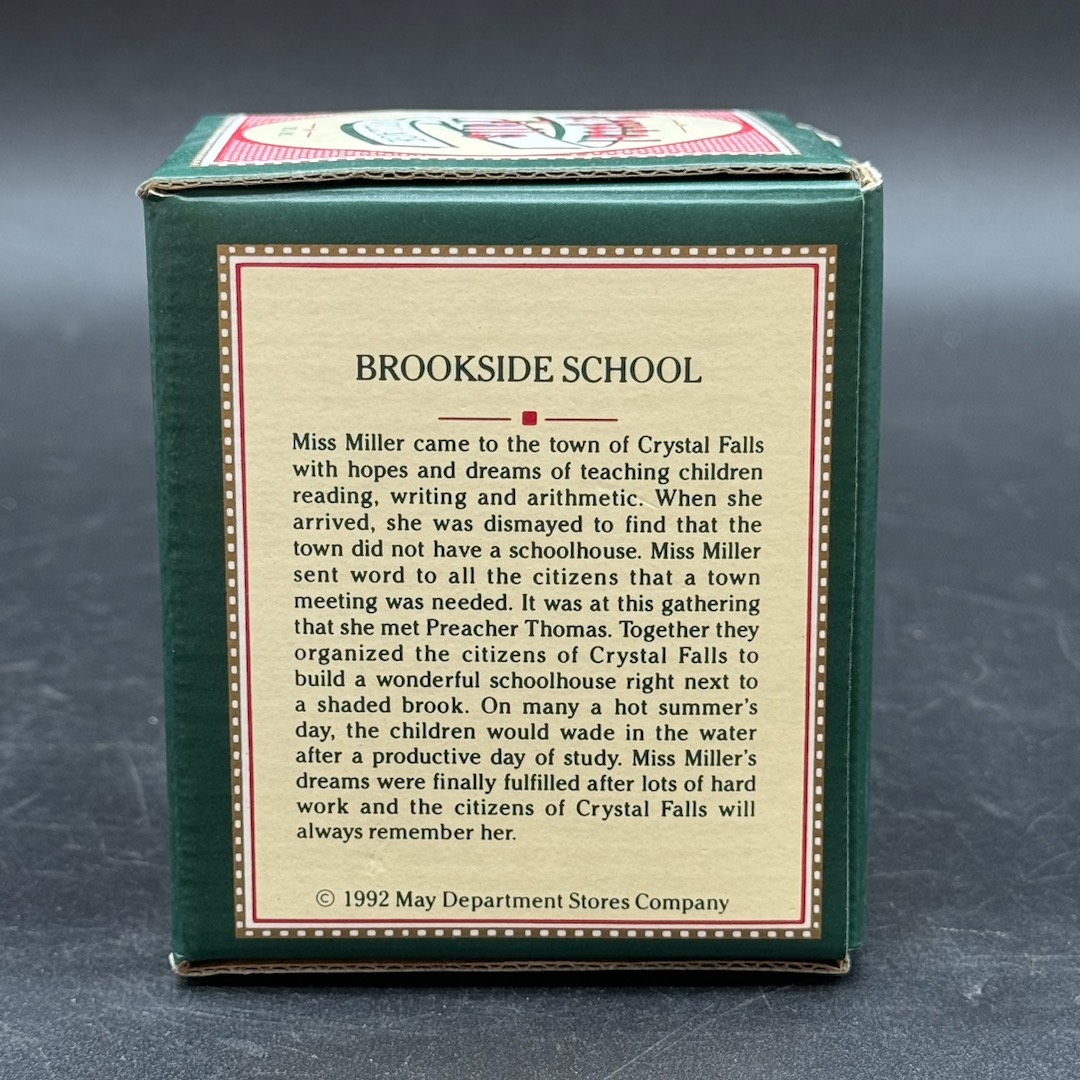 BROOKSIDE SCHOOL
Miss Miller came to the town of Crystal Falls
with hopes and dreams of teaching children
reading, writing and arithmetic. When she
arrived, she was dismayed to find that the
town did not have a schoolhouse. Miss Miller
sent word to all the citizens that a town
meeting was needed. It was at this gathering
that she met Preacher Thomas. Together they
organized the citizens of Crystal Falls to
build a wonderful schoolhouse right next to
a shaded brook. On many a hot summer's
day, the children would wade in the water
after a productive day of study. Miss Miller's
dreams were finally fulfilled after lots of hard
work and the citizens of Crystal Falls will
always remember her.
© 1992 May Department Stores Company